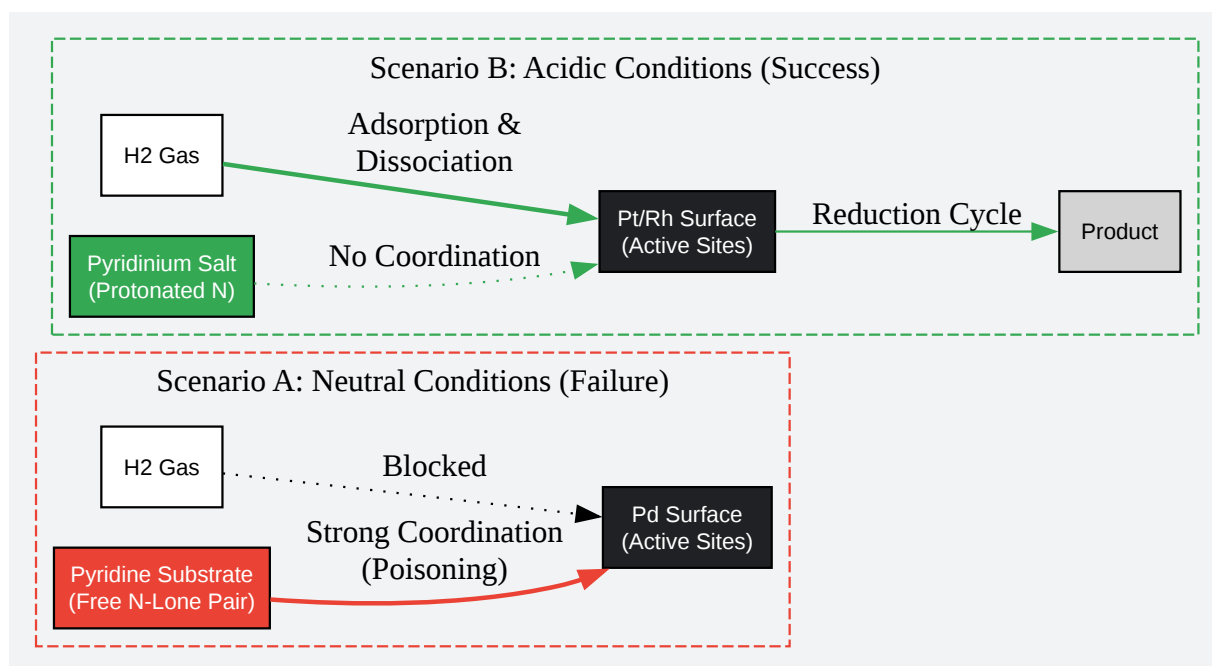 Scenario B: Acidic Conditions (Success)
H2 Gas
Adsorption &
Dissociation
Pyridinium Salt
(Protonated N)
No Coordination
Pt/Rh Surface
(Active Sites)
Reduction Cycle
Product
Scenario A: Neutral Conditions (Failure)
H2 Gas
Blocked
Pyridine Substrate
(Free N-Lone Pair)
Strong Coordination
(Poisoning)
Pd Surface
(Active Sites)